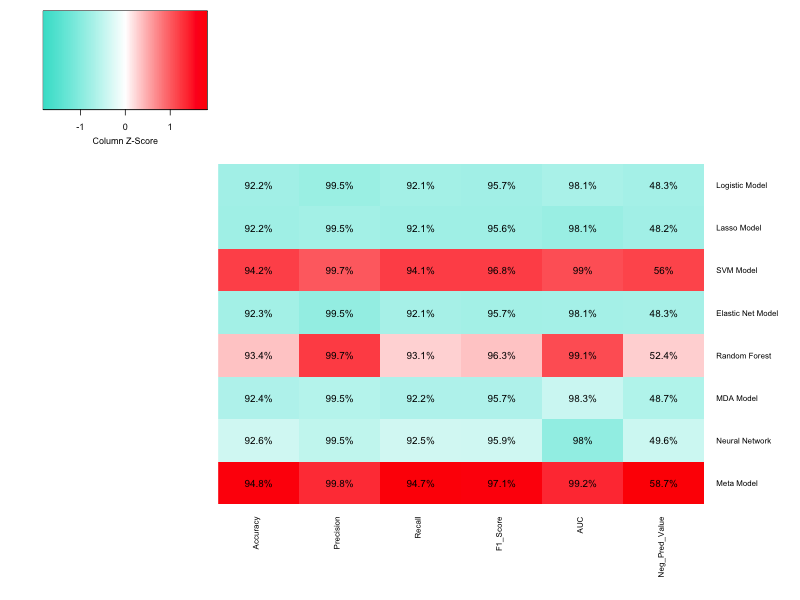 -1 0 1
Column Z-Score
92.2% 99.5% 92.1% 95.7% 98.1% 48.3% Logistic Model
92.2% 99.5% 92.1% 95.6% 98.1% 48.2% Lasso Model
94.2% 99.7% 94.1% 96.8% 99% 56% SVM Model
92.3% 99.5% 92.1% 95.7% 98.1% 48.3% Elastic Net Model
93.4% 99.7% 93.1% 96.3% 99.1% 52.4% Random Forest
92.4% 99.5% 92.2% 95.7% 98.3% 48.7% MDA Model
92.6% 99.5% 92.5% 95.9% 98% 49.6% Neural Network
94.8% 99.8% 94.7% 97.1% 99.2% 58.7% Meta Model
Accuracy Precision Recall F1_Score AUC Neg_Pred_Value